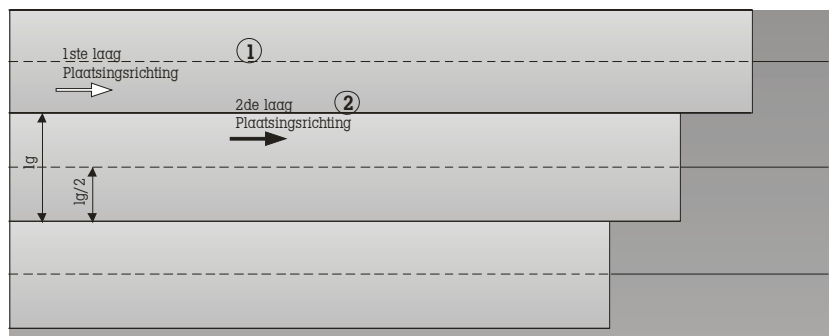 1ste laag
Plaatsingsrichting
1
2de laag
Plaatsingsrichting
2
lg
lg/2